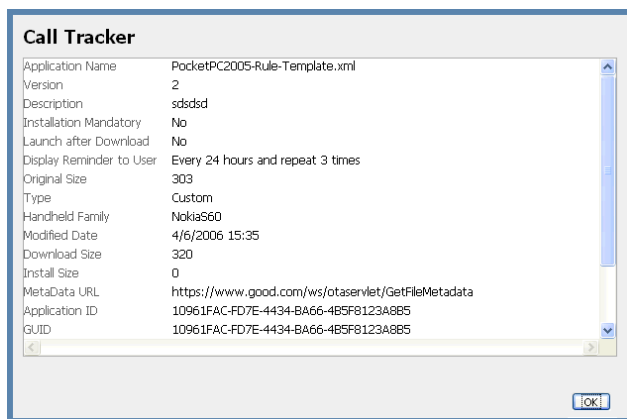 Call Tracker
Application Name PocketPC2005-Rule-Template.xml
Version 2
Description sdsdsd
Installation Mandatory No
Launch after Download No
Display Reminder to User Every 24 hours and repeat 3 times
Original Size 303
Type Custom
Handheld Family NokiaS60
Modified Date 4/6/2006 15:35
Download Size 320
Install Size 0
MetaData URL https://www.good.com/ws/otaservlet/GetFileMetadata
Application ID 10961FAC-FD7E-4434-BA66-4B5F8123A8B5
GUID 10961FAC-FD7E-4434-BA66-4B5F8123A8B5
OK